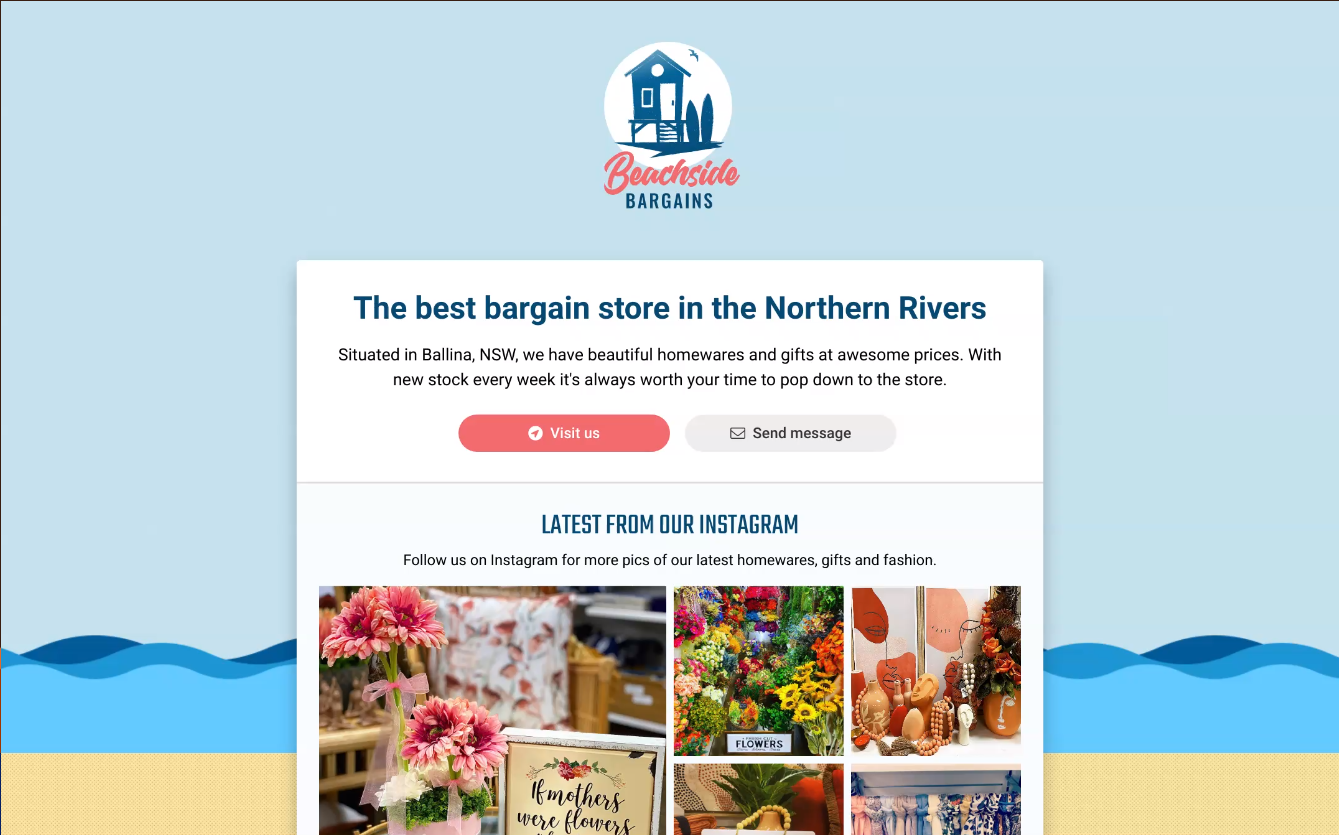 Beachside
BARGAINS
The best bargain store in the Northern Rivers
Situated in Ballina, NSW, we have beautiful homewares and gifts at awesome prices. With
new stock every week it's always worth your time to pop down to the store.
Visit us
Send message
LATEST FROM OUR INSTAGRAM
Follow us on Instagram for more pics of our latest homewares, gifts and fashion.
FLOWERS
If mothers
were flowers